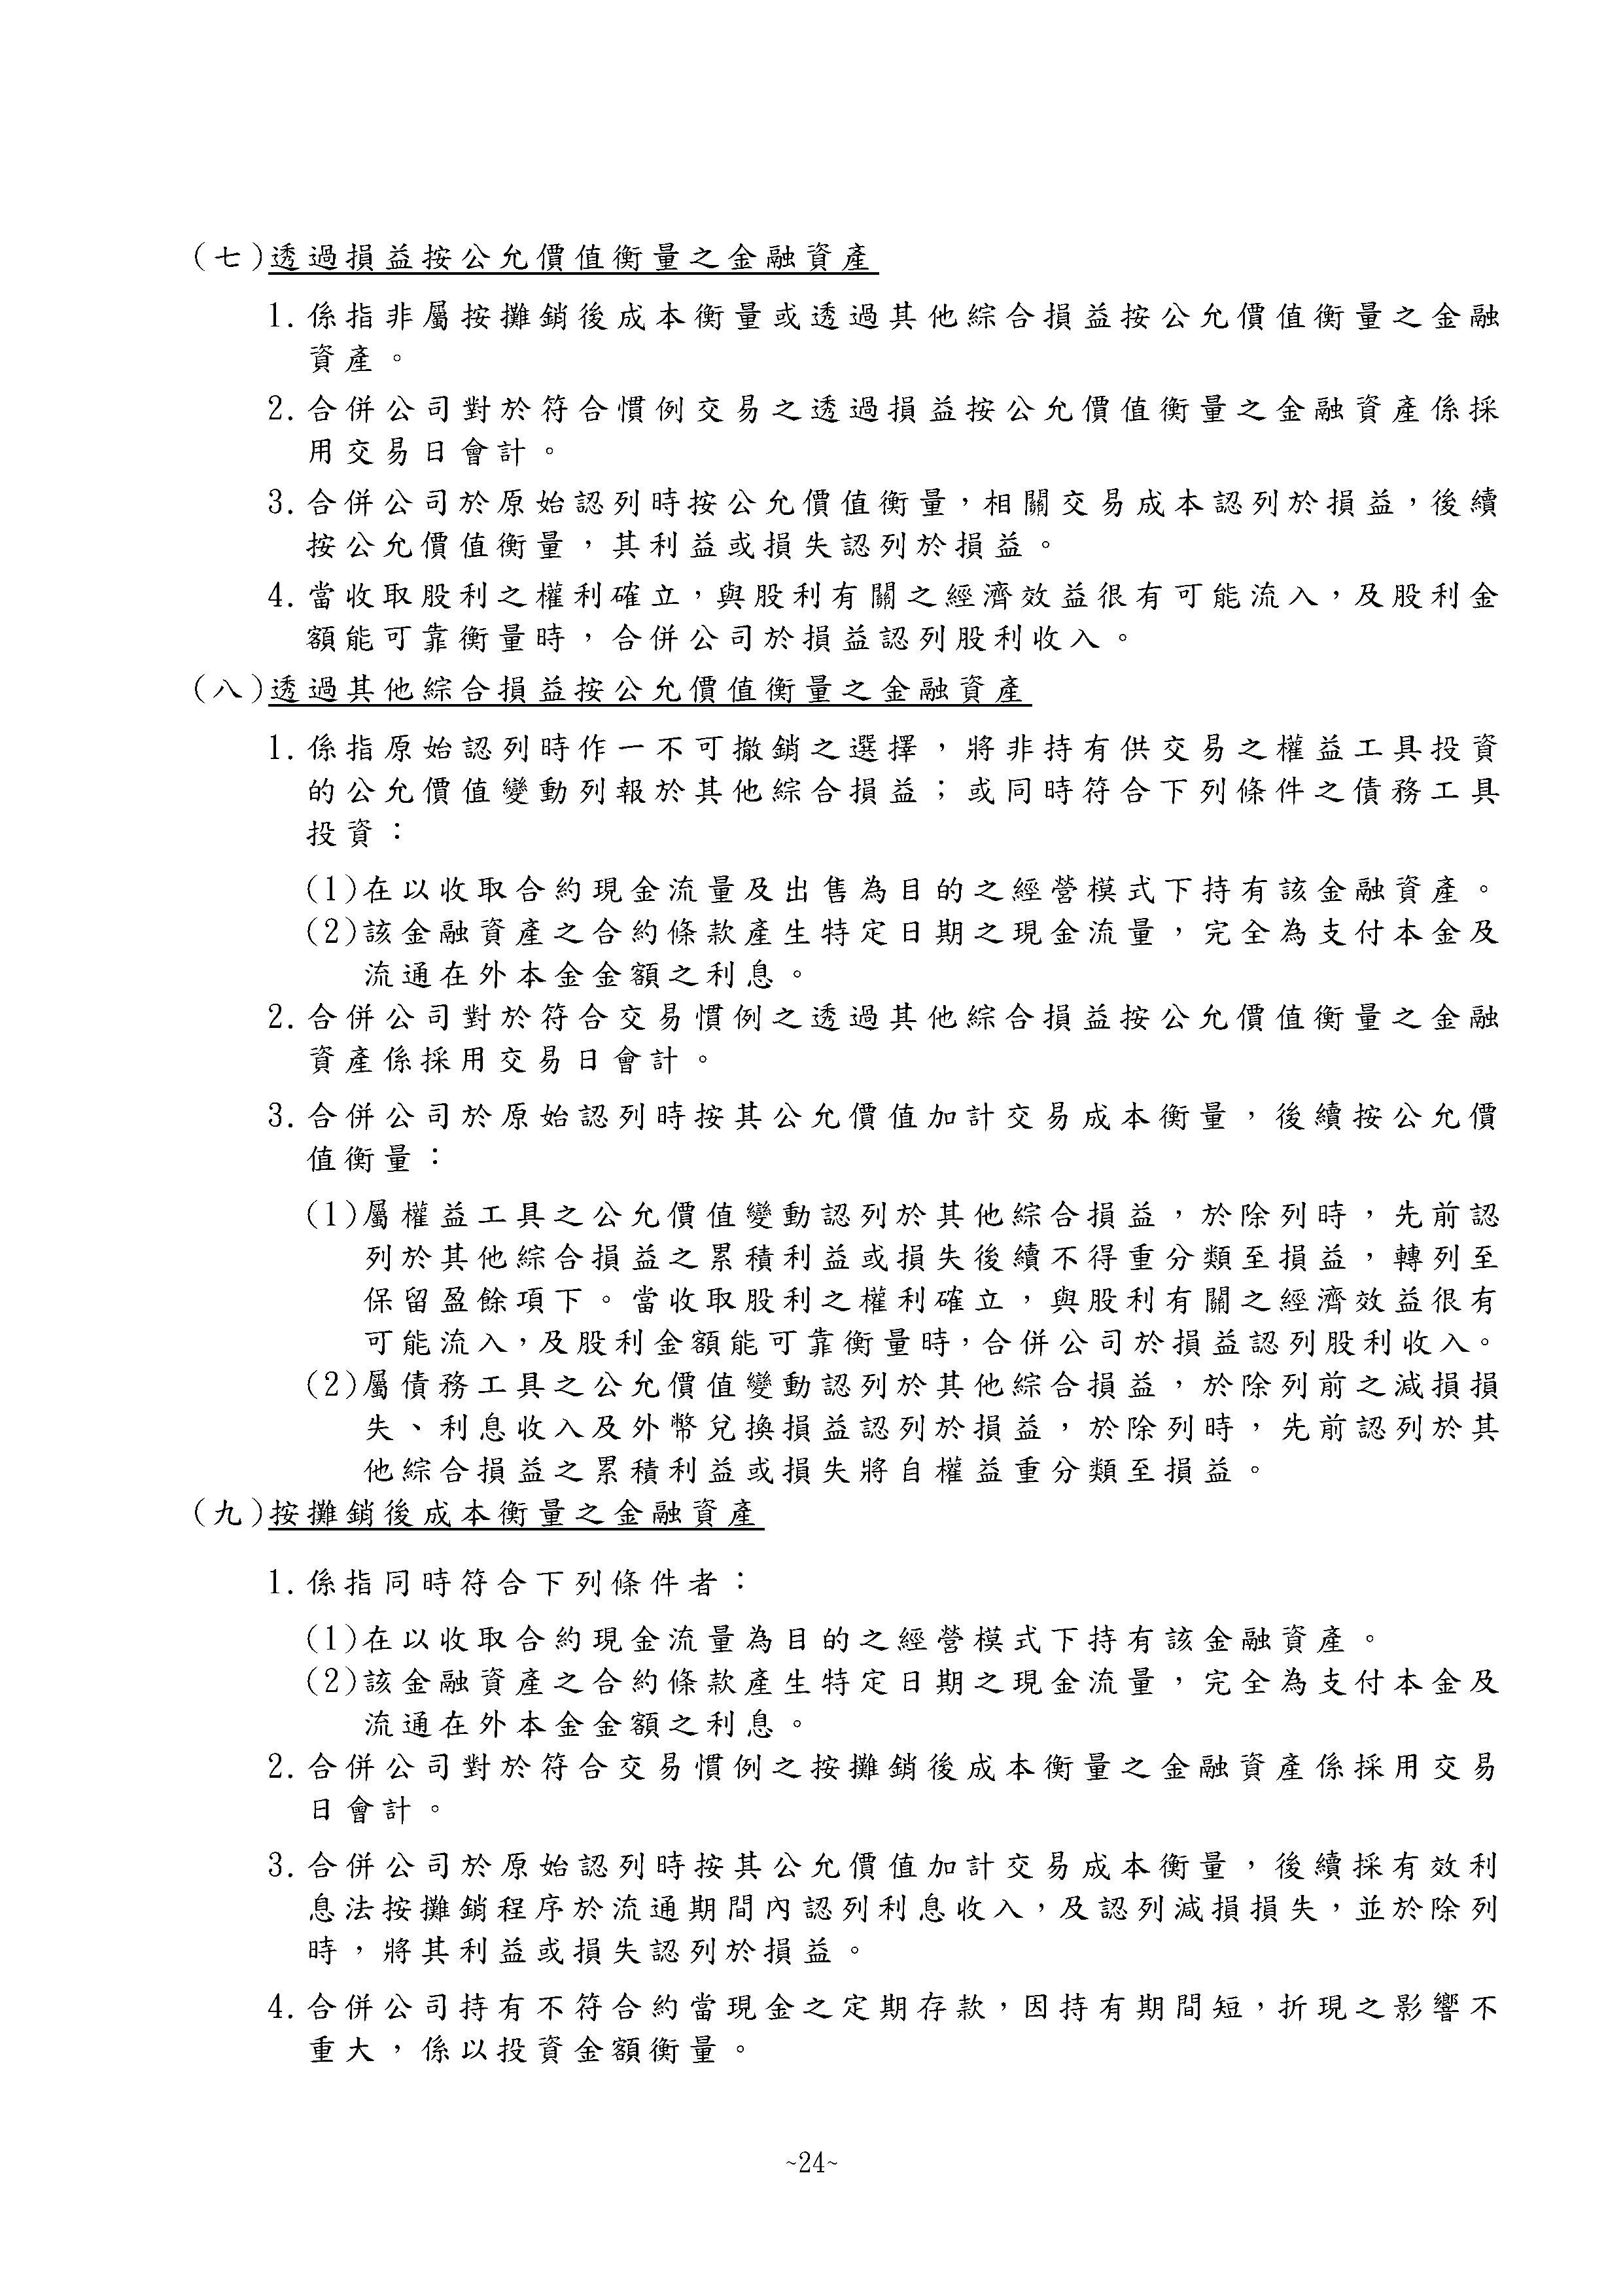 (七)透過損益按公允價值衡量之金融資產
1.係指非屬按攤銷後成本衡量或透過其他綜合損益按公允價值衡量之金融
資產。
2.合併公司對於符合慣例交易之透過損益按公允價值衡量之金融資產係採
用交易日會計。
3.合併公司於原始認列時按公允價值衡量，相關交易成本認列於損益，後續
按公允價值衡量，其利益或損失認列於損益。
4.當收取股利之權利確立，與股利有關之經濟效益很有可能流入，及股利金
額能可靠衡量時，合併公司於損益認列股利收入。
(八)透過其他綜合損益按公允價值衡量之金融資產
1.係指原始認列時作一不可撤銷之選擇，將非持有供交易之權益工具投資
的公允價值變動列報於其他綜合損益；或同時符合下列條件之債務工具
投資：
(1)在以收取合約現金流量及出售為目的之經營模式下持有該金融資產。
(2)該金融資產之合約條款產生特定日期之現金流量，完全為支付本金及
流通在外本金金額之利息。
2.合併公司對於符合交易慣例之透過其他綜合損益按公允價值衡量之金融
資產係採用交易日會計。
3.合併公司於原始認列時按其公允價值加計交易成本衡量，後續按公允價
值衡量：
(1)屬權益工具之公允價值變動認列於其他綜合損益，於除列時，先前認
列於其他綜合損益之累積利益或損失後續不得重分類至損益，轉列至
保留盈餘項下。當收取股利之權利確立，與股利有關之經濟效益很有
可能流入，及股利金額能可靠衡量時，合併公司於損益認列股利收入。
(2)屬債務工具之公允價值變動認列於其他綜合損益，於除列前之減損損
失、利息收入及外幣兌換損益認列於損益，於除列時，先前認列於其
他綜合損益之累積利益或損失將自權益重分類至損益。
(九)按攤銷後成本衡量之金融資產
1.係指同時符合下列條件者：
(1)在以收取合約現金流量為目的之經營模式下持有該金融資產。
(2)該金融資產之合約條款產生特定日期之現金流量，完全為支付本金及
流通在外本金金額之利息。
2.合併公司對於符合交易慣例之按攤銷後成本衡量之金融資產係採用交易
日會計。
3.合併公司於原始認列時按其公允價值加計交易成本衡量，後續採有效利
息法按攤銷程序於流通期間內認列利息收入，及認列減損損失，並於除列
時，將其利益或損失認列於損益。
4.合併公司持有不符合約當現金之定期存款，因持有期間短，折現之影響不
重大，係以投資金額衡量。
~24~